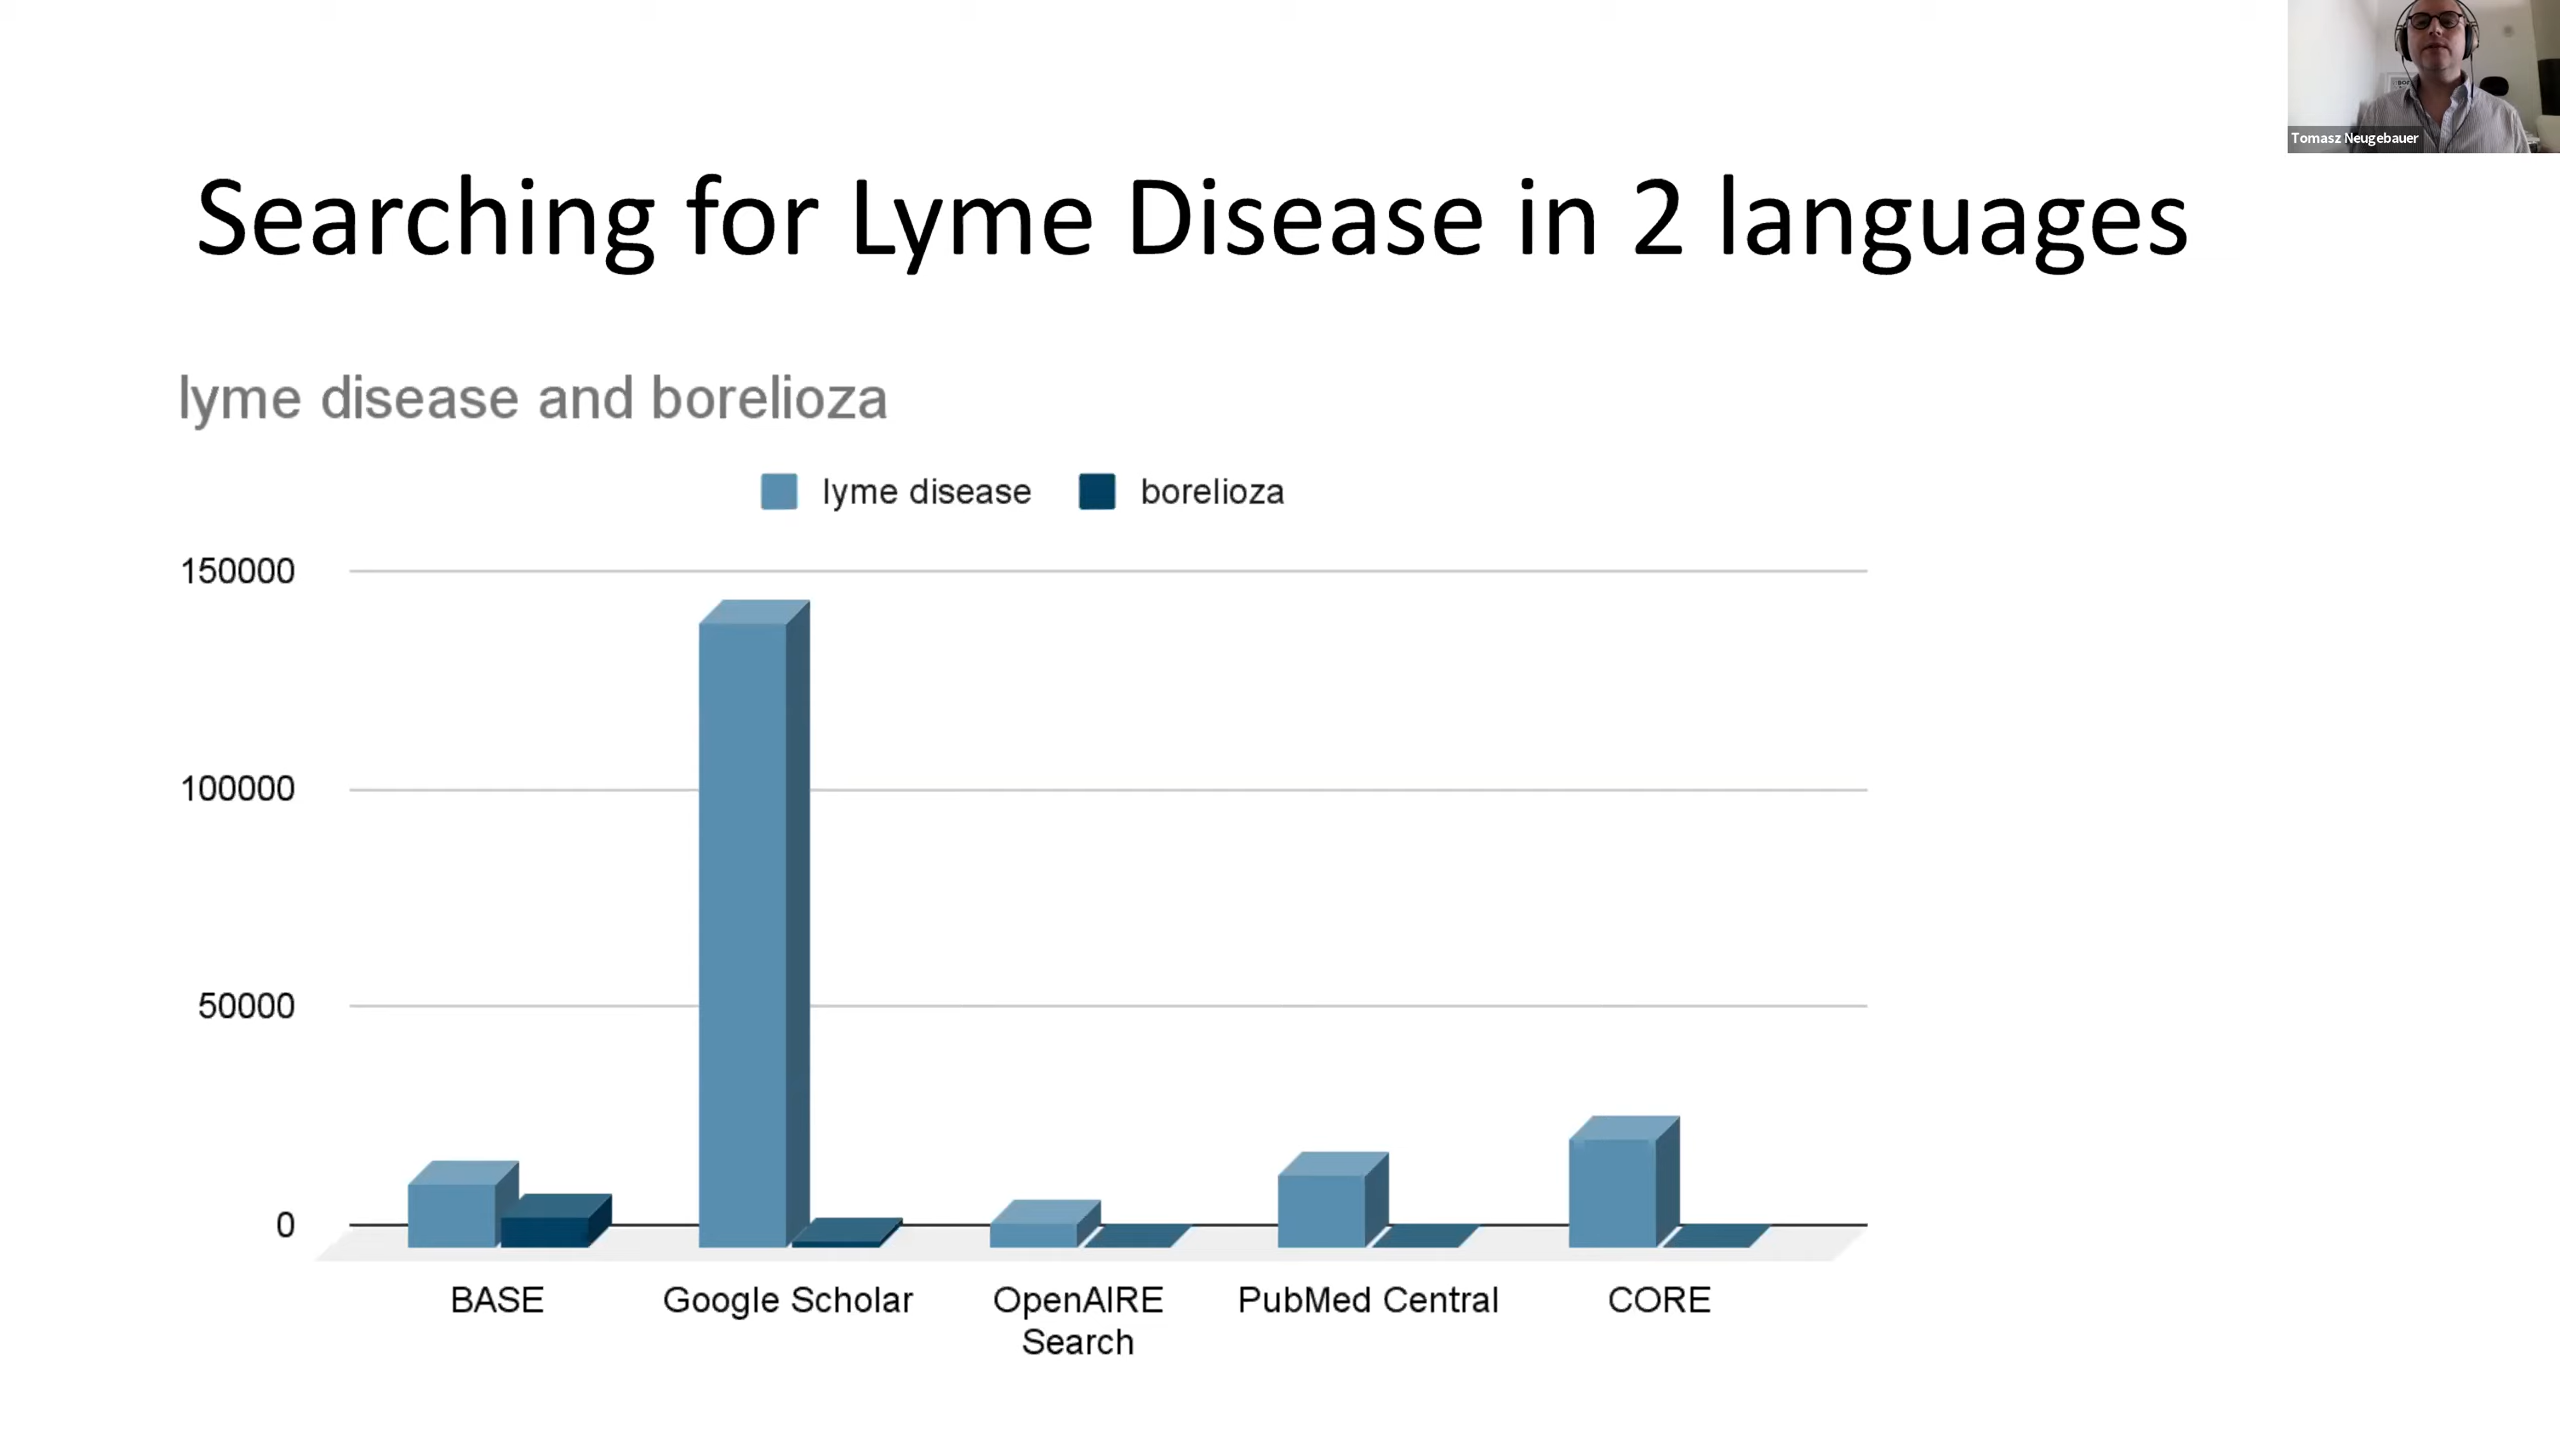 Tomasz Neugebauer
Searching for Lyme Disease in 2 languages
lyme disease and borelioza
lyme disease
borelioza
150000
100000
50000
0
BASE
Google Scholar
OpenAIRE
Search
PubMed Central
CORE